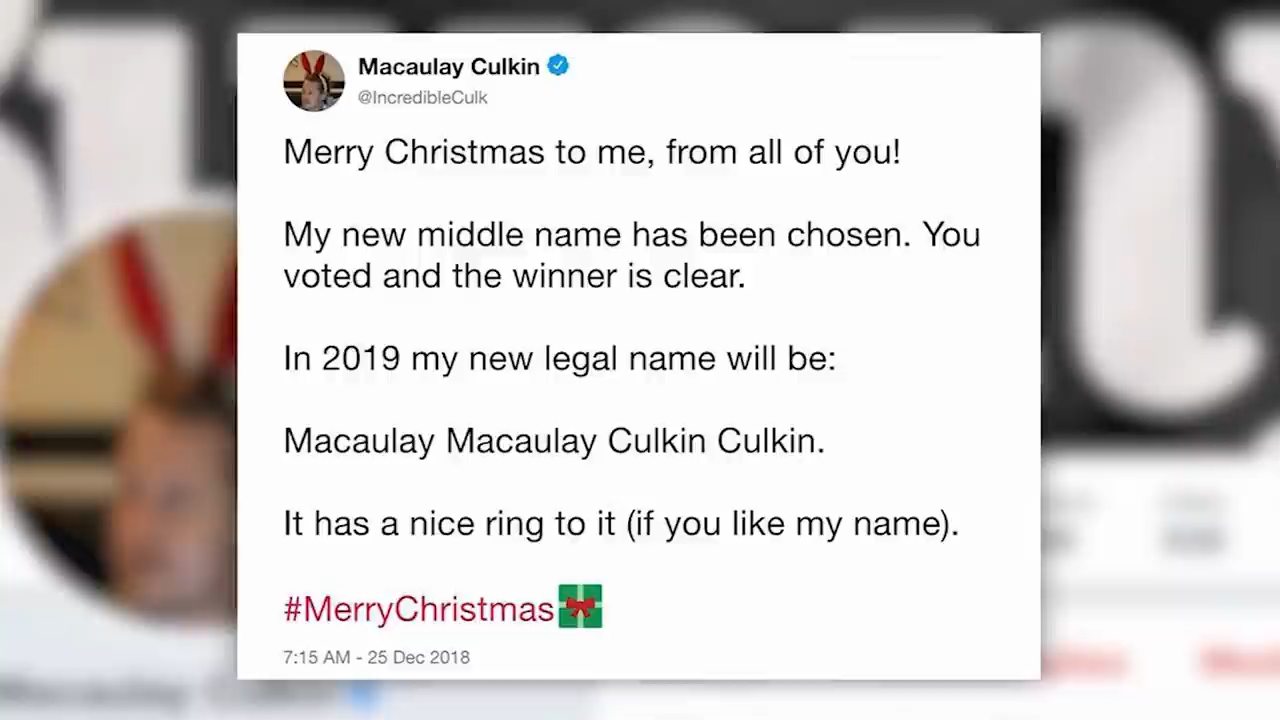 Macaulay Culkin
@IncredibleCulk
Merry Christmas to me, from all of you!
My new middle name has been chosen. You
voted and the winner is clear.
In 2019 my new legal name will be:
Macaulay Macaulay Culkin Culkin.
It has a nice ring to it (if you like my name).
#MerryChristmas
7:15 AM - 25 Dec 2018